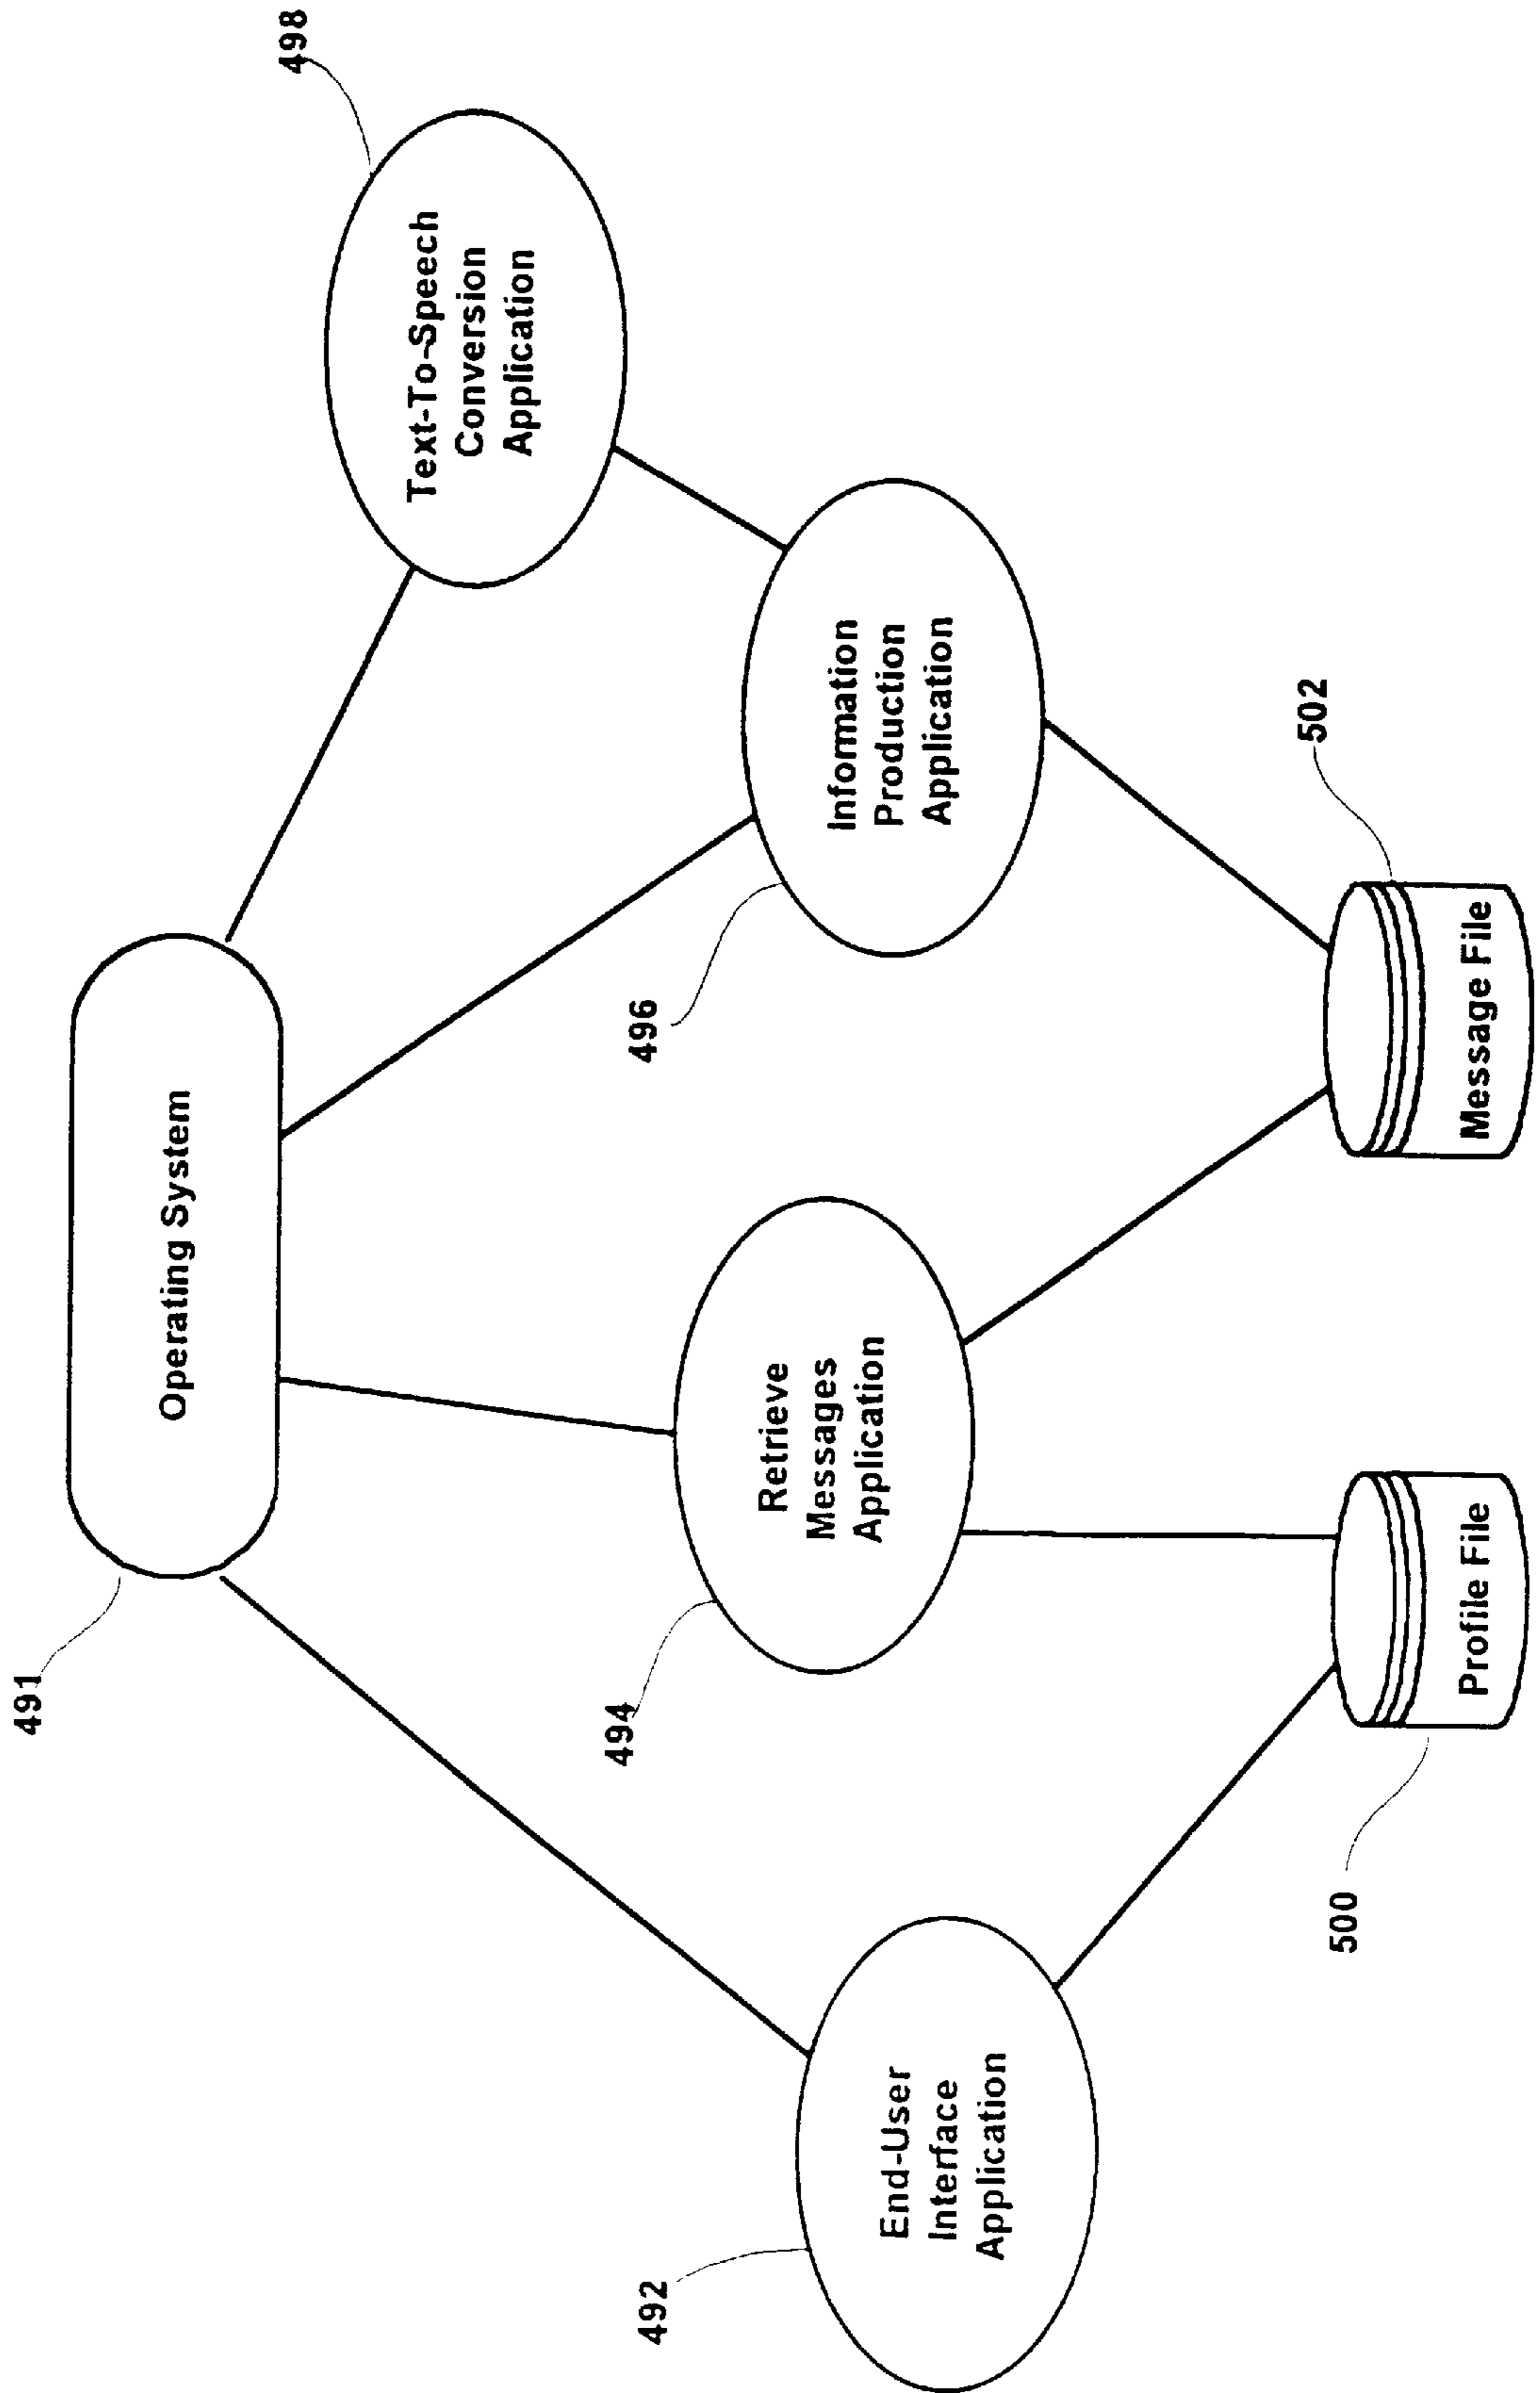 491
Operating System
498
Text-To-Speech
Conversion
Application
494
Retrieve
Messages
Application
496
Information
Production
Application
492
End-User
Interface
Application
500
Profile File
502
Message File